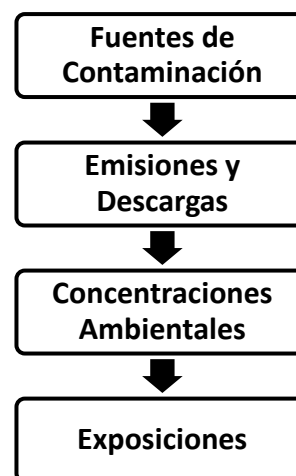 Fuentes de
Contaminación
Emisiones y
Descargas
Concentraciones
Ambientales
Exposiciones